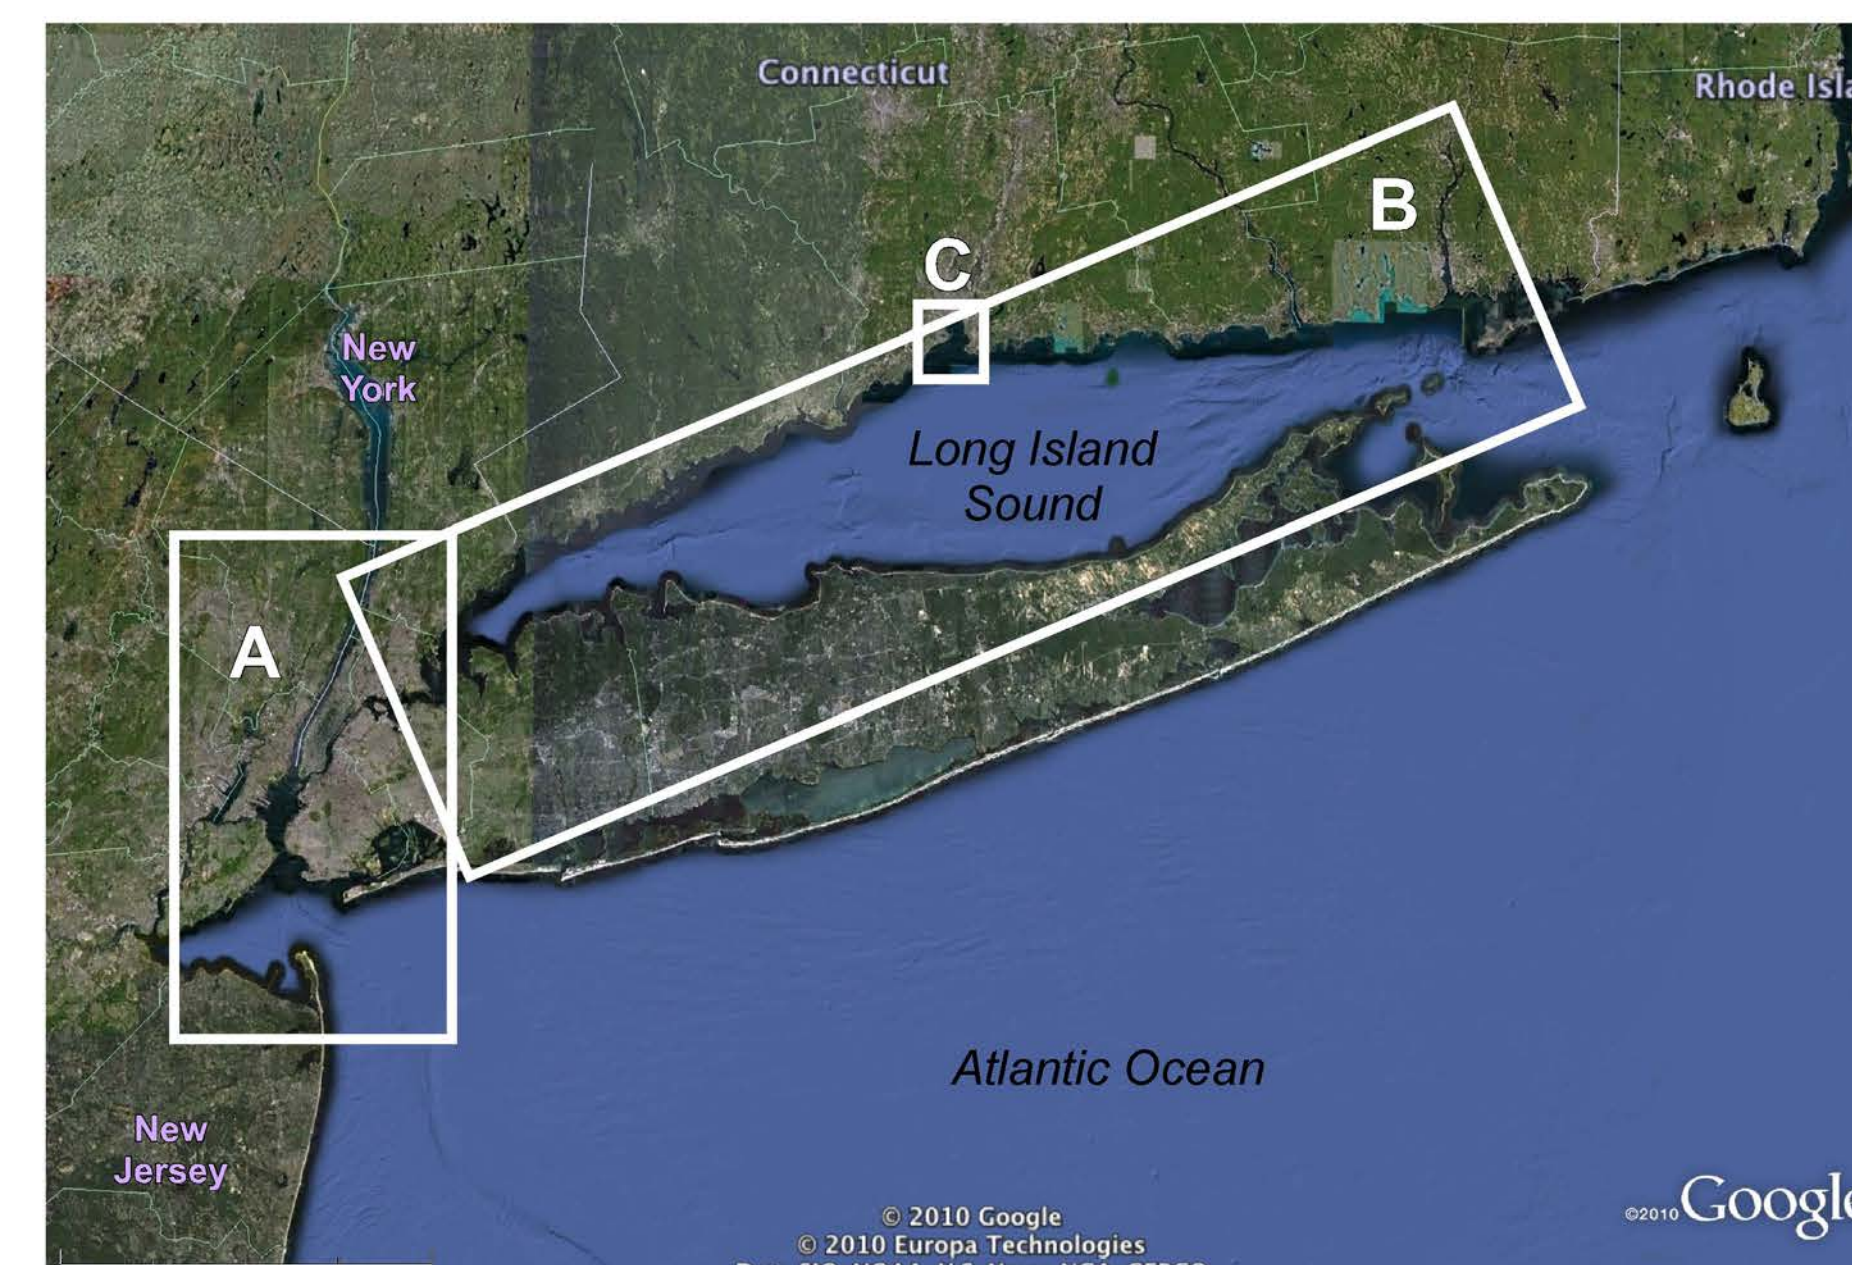 Connecticut
Rhode Isla
B
C
New
York
Long Island
Sound
A
Atlantic Ocean
New
Jersey
© 2010 Google
©2010 Google
© 2010 Europa Technologies